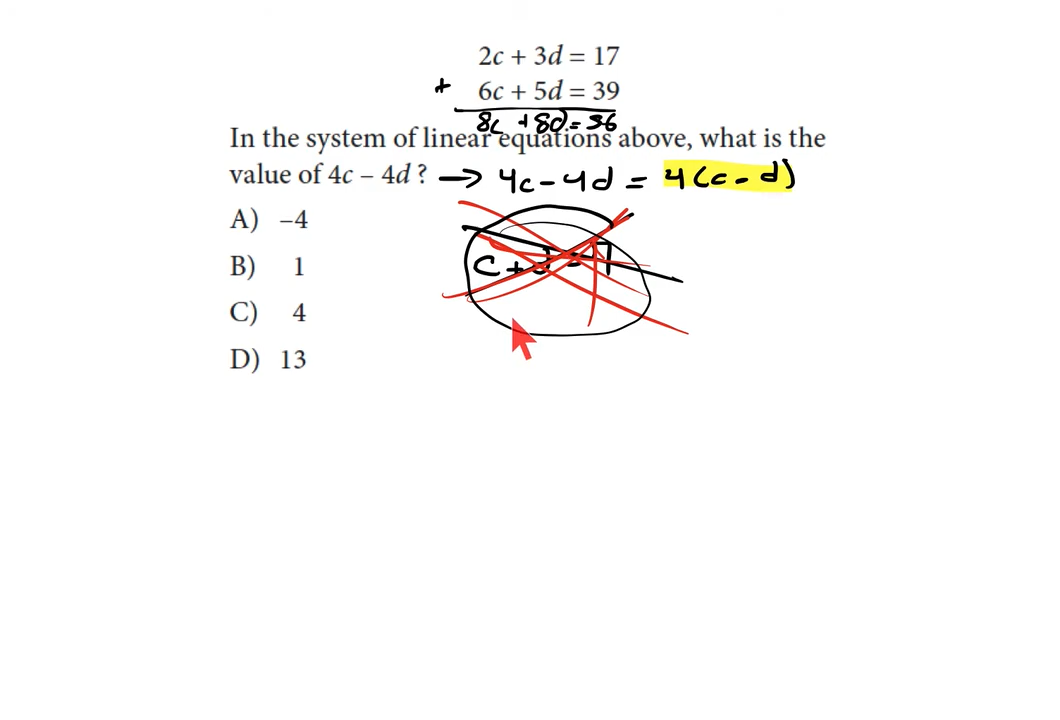 2c + 3d = 17
+ 6c + 5d = 39
8c + 8d = 56
In the system of linear equations above, what is the
value of 4c – 4d ? → 4c - 4d = 4(c - d)
A) –4
c + d = 7
B) 1
C) 4
D) 13